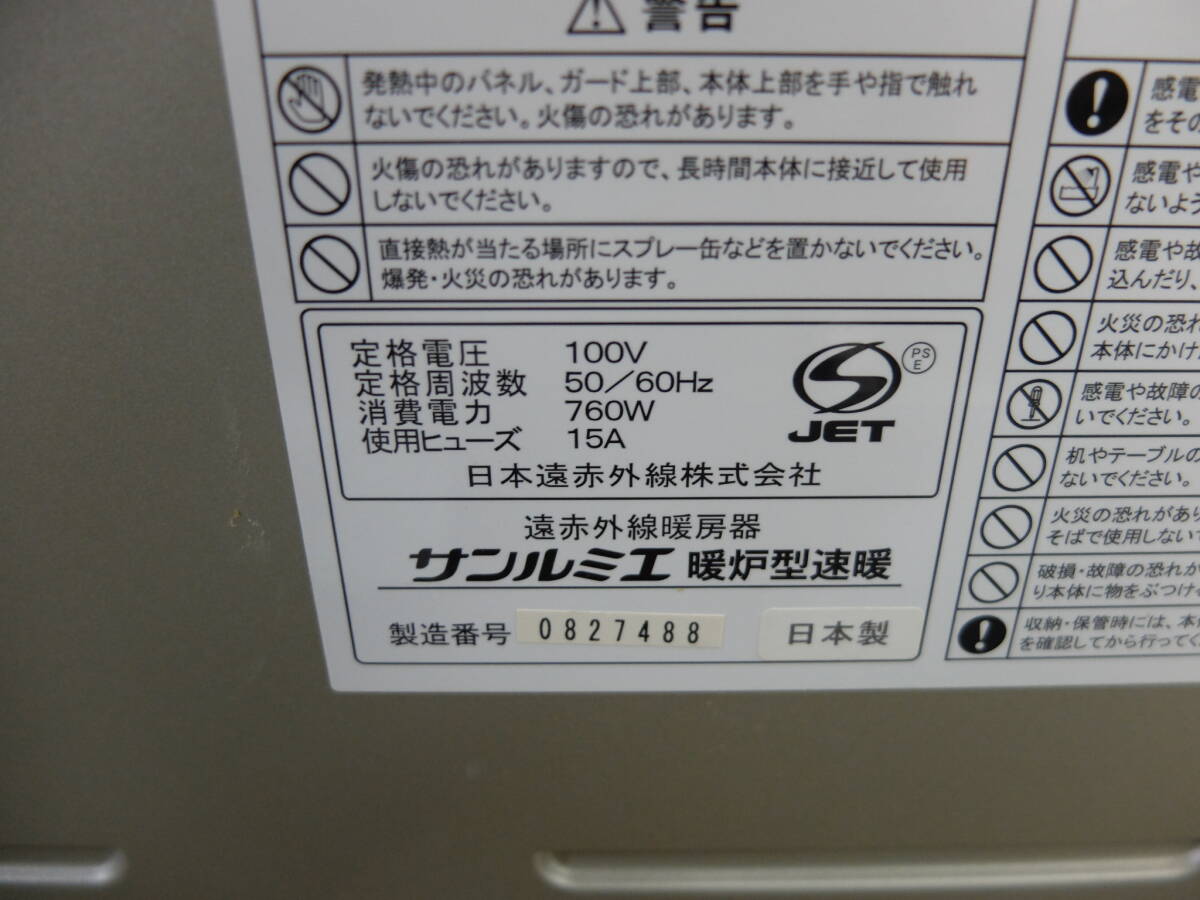 警告
発熱中のパネル、ガード上部、本体上部を手や指で触れ
ないでください。火傷の恐れがあります。
火傷の恐れがありますので、長時間本体に接近して使用
しないでください。
直接熱が当たる場所にスプレー缶などを置かないでください。
爆発・火災の恐れがあります。
定格電圧 100V
定格周波数 50/60Hz
消費電力 760W
使用ヒューズ 15A
JET
PS
E
日本遠赤外線株式会社
遠赤外線暖房器
サンルミエ 暖炉型速暖
製造番号 0827488 日本製
感電
をその
感電や
ないよう
感電や故
込んだり、
火災の恐れ
本体にかけ
感電や故障の
いでください。
机やテーブルの
ないでください。
火災の恐れがあり
そばで使用しない
破損・故障の恐れが
り本体に物をぶつけ
収納・保管時には、本
を確認してから行って